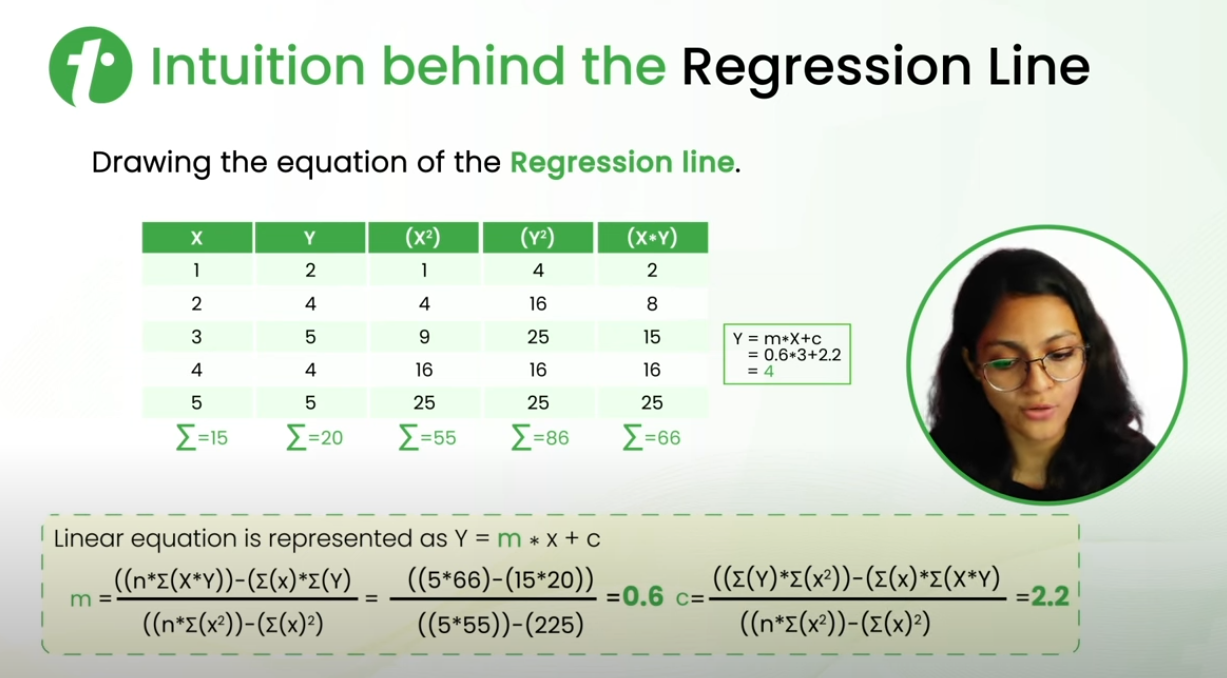 Intuition behind the Regression Line
Drawing the equation of the Regression line.
X Y (X²) (Y²) (X*Y)
1 2 1 4 2
2 4 4 16 8
3 5 9 25 15
4 4 16 16 16
5 5 25 25 25
∑=15 ∑=20 ∑=55 ∑=86 ∑=66
Y = m*X+c
= 0.6*3+2.2
= 4
Linear equation is represented as Y = m * x + c
m = ((n*Σ(X*Y))-(Σ(x)*Σ(Y) / ((n*Σ(x²))-(Σ(x)²) = ((5*66)-(15*20)) / ((5*55))-(225) =0.6 c= ((Σ(Y)*Σ(x²))-(Σ(x)*Σ(X*Y) / ((n*Σ(x²))-(Σ(x)²) =2.2